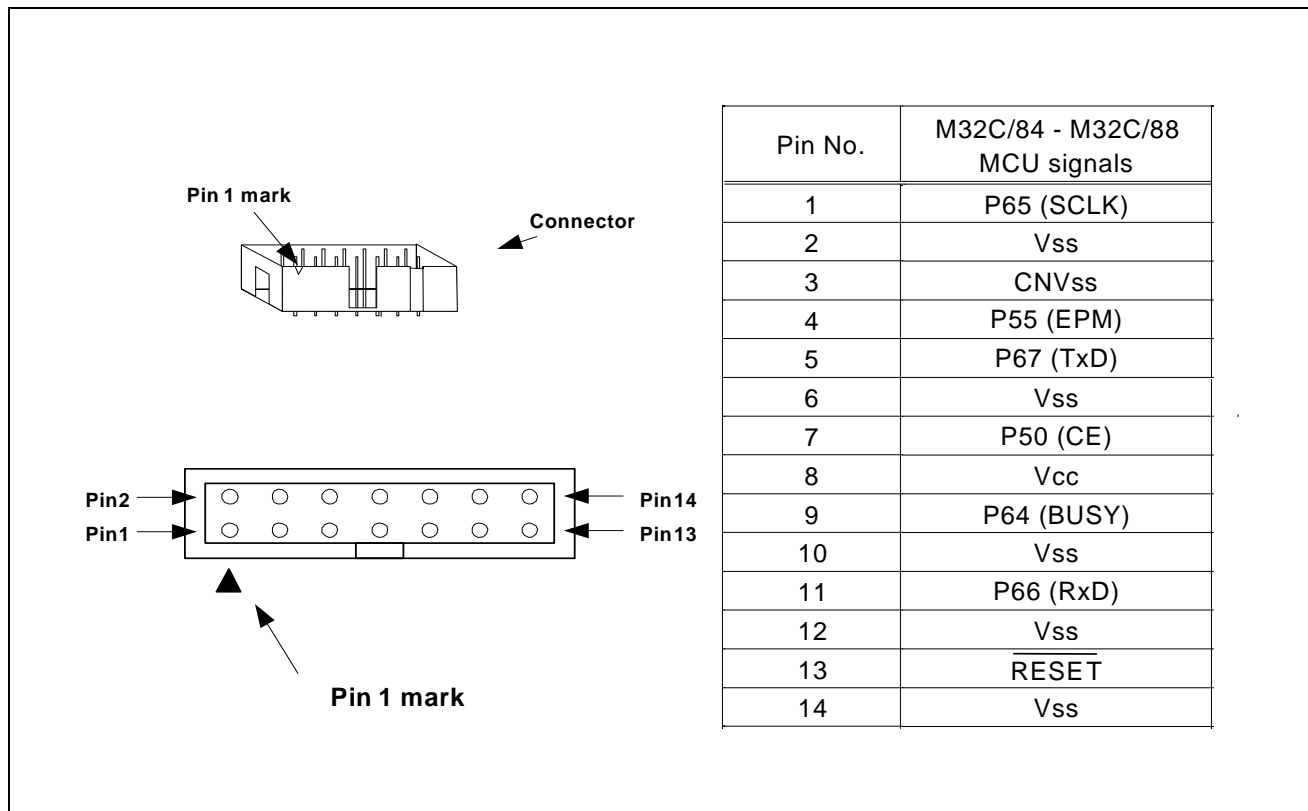 Pin 1 mark
Connector
Pin2
Pin1
Pin14
Pin13
Pin 1 mark
Pin No. M32C/84 - M32C/88
MCU signals
1 P65 (SCLK)
2 Vss
3 CNVss
4 P55 (EPM)
5 P67 (TxD)
6 Vss
7 P50 (CE)
8 Vcc
9 P64 (BUSY)
10 Vss
11 P66 (RxD)
12 Vss
13 R̅E̅S̅E̅T̅
14 Vss